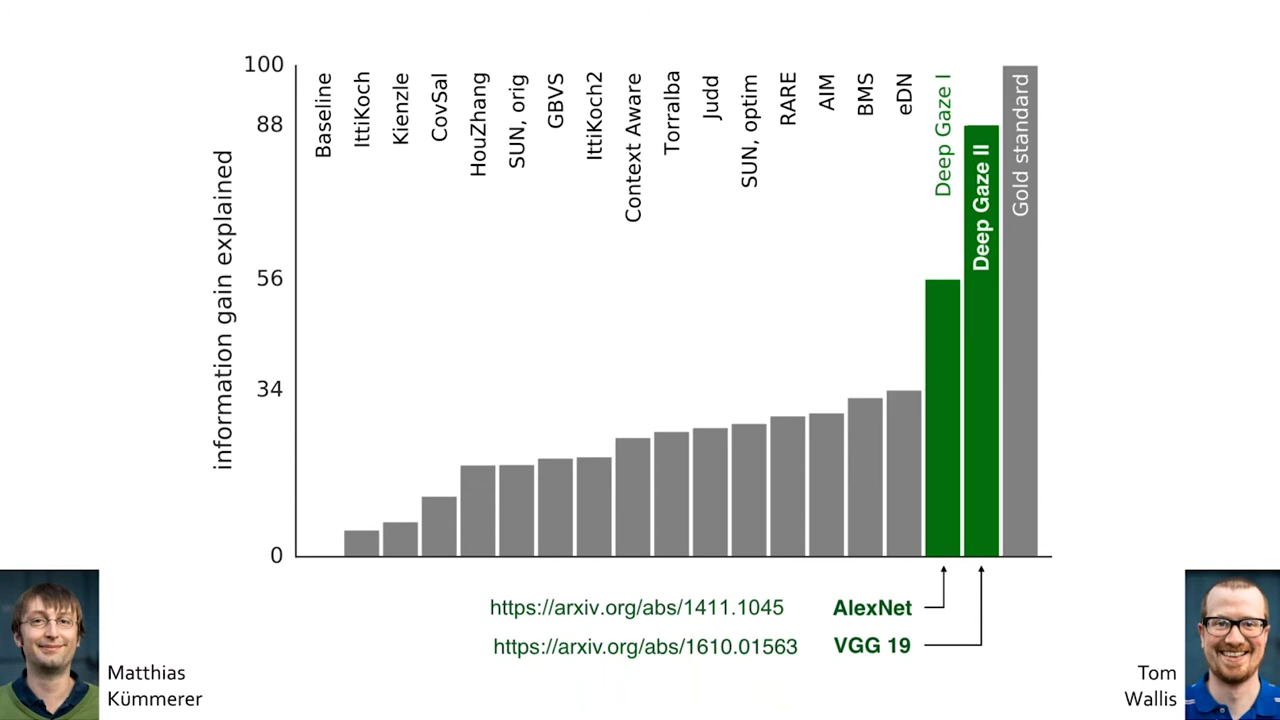 information gain explained
100
88
56
34
0
Baseline
IttiKoch
Kienzle
CovSal
HouZhang
SUN, orig
GBVS
IttiKoch2
Context Aware
Torralba
Judd
SUN, optim
RARE
AIM
BMS
eDN
Deep Gaze I
Deep Gaze II
Gold standard
https://arxiv.org/abs/1411.1045 AlexNet
https://arxiv.org/abs/1610.01563 VGG 19
Matthias
Kümmerer
Tom
Wallis